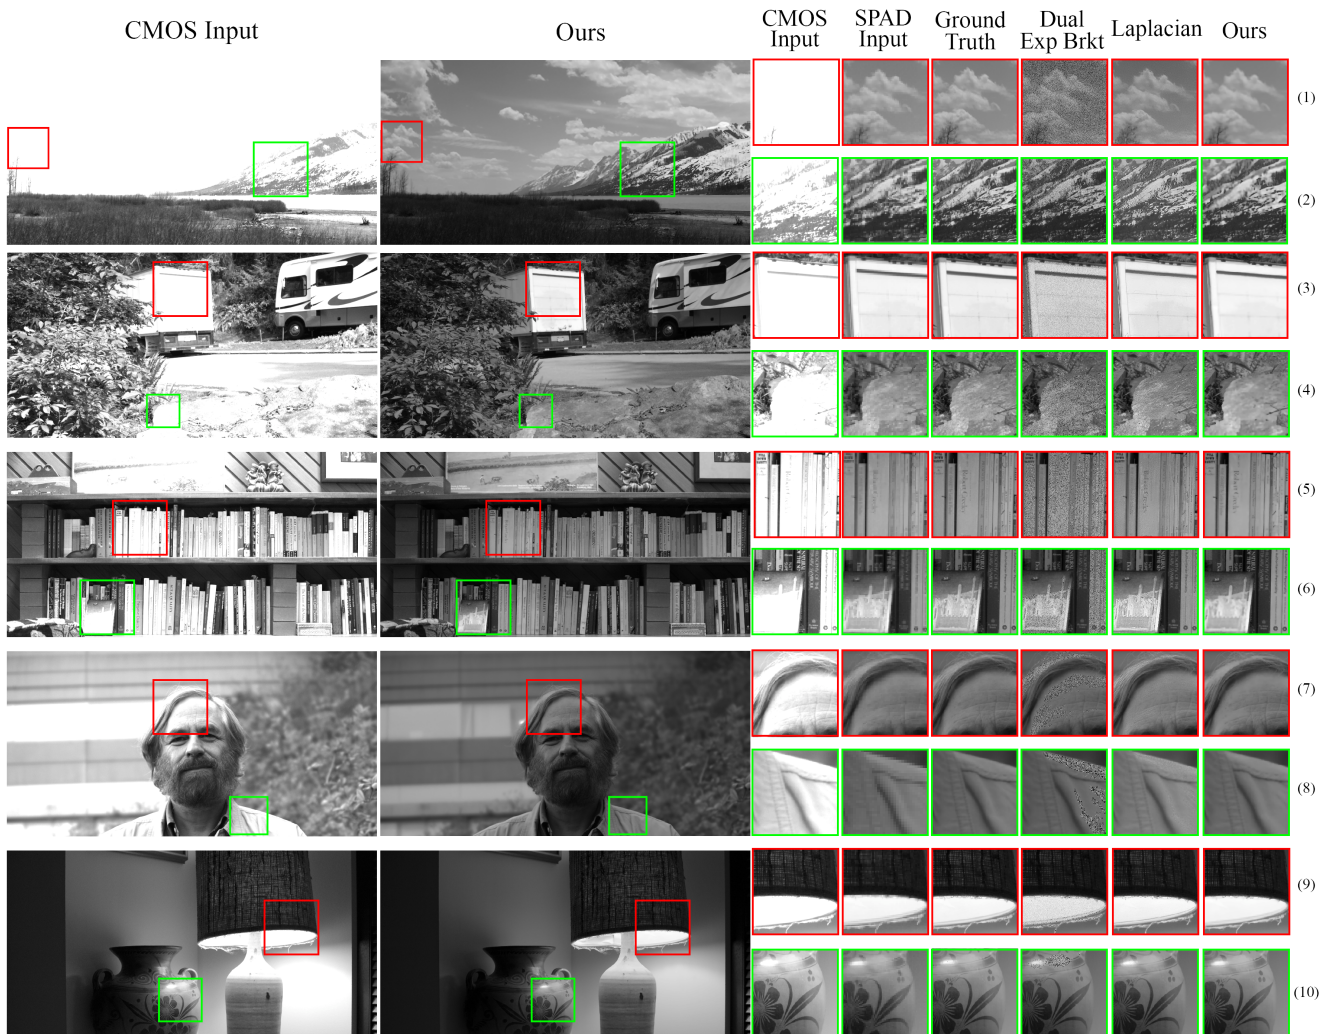 CMOS Input
Ours
CMOS Input
SPAD Input
Ground Truth
Dual Exp Brkt
Laplacian
Ours
(1)
(2)
(3)
(4)
(5)
(6)
(7)
(8)
(9)
(10)